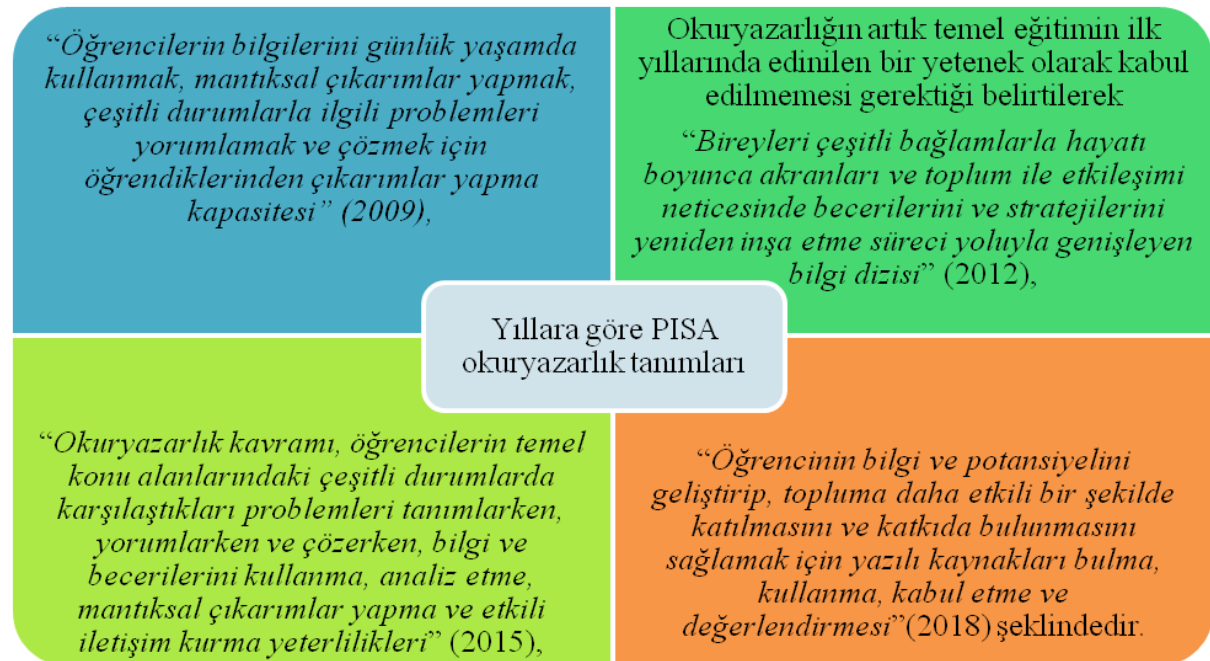 “Öğrencilerin bilgilerini günlük yaşamda
kullanmak, mantıksal çıkarımlar yapmak,
çeşitli durumlarla ilgili problemleri
yorumlamak ve çözmek için
öğrendiklerinden çıkarımlar yapma
kapasitesi” (2009),
Okuryazarlığın artık temel eğitimin ilk
yıllarında edinilen bir yetenek olarak kabul
edilmemesi gerektiği belirtilerek
“Bireyleri çeşitli bağlamlarla hayatı
boyunca akranları ve toplum ile etkileşimi
neticesinde becerilerini ve stratejilerini
yeniden inşa etme süreci yoluyla genişleyen
bilgi dizisi” (2012),
Yıllara göre PISA
okuryazarlık tanımları
“Okuryazarlık kavramı, öğrencilerin temel
konu alanlarındaki çeşitli durumlarda
karşılaştıkları problemleri tanımlarken,
yorumlarken ve çözerken, bilgi ve
becerilerini kullanma, analiz etme,
mantıksal çıkarımlar yapma ve etkili
iletişim kurma yeterlilikleri” (2015),
“Öğrencinin bilgi ve potansiyelini
geliştirip, topluma daha etkili bir şekilde
katılmasını ve katkıda bulunmasını
sağlamak için yazılı kaynakları bulma,
kullanma, kabul etme ve
değerlendirmesi”(2018) şeklindedir.